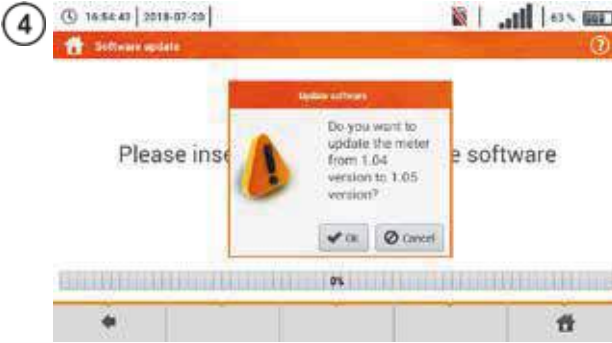 4
16:54:43 2018-07-20 63 %
Software update ?
Update software
Please inse e software
Do you want to
update the meter
from 1.04
version to 1.05
version?
OK Cancel
0%